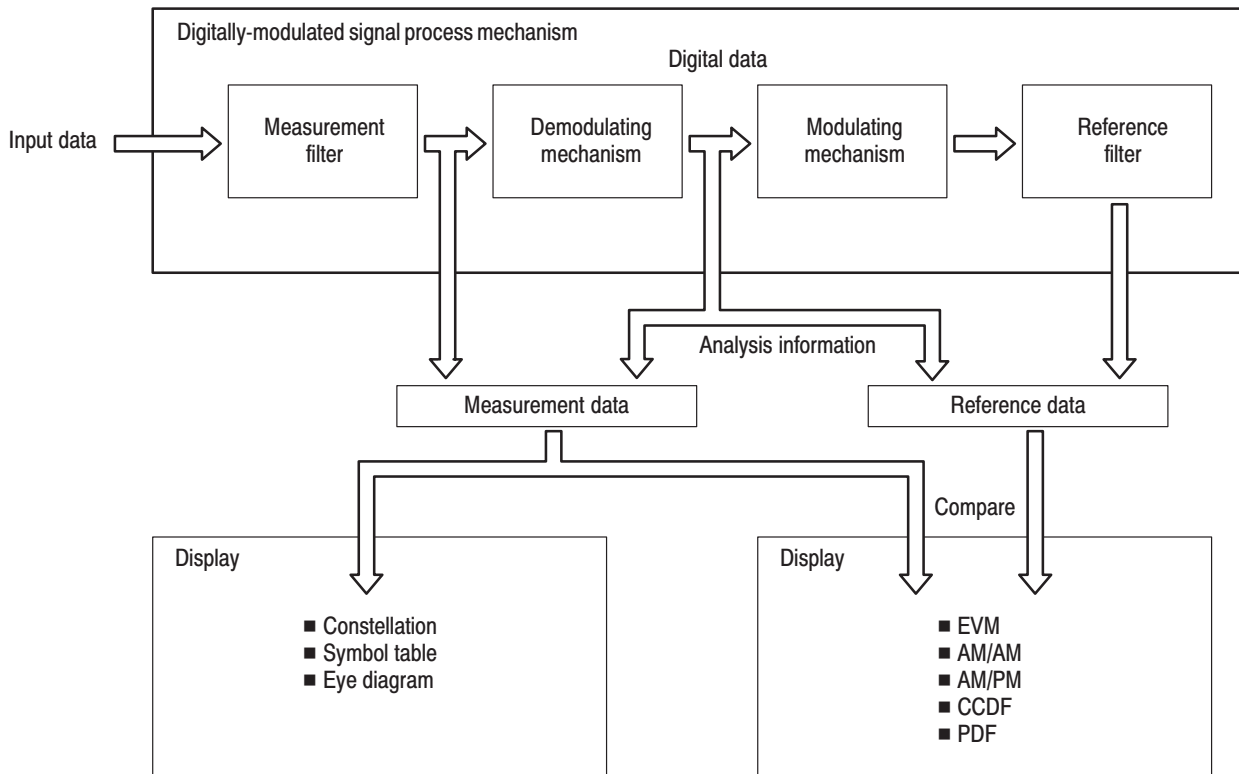 Digitally-modulated signal process mechanism
Digital data
Input data
Measurement
filter
Demodulating
mechanism
Modulating
mechanism
Reference
filter
Analysis information
Measurement data
Reference data
Compare
Display
■ Constellation
■ Symbol table
■ Eye diagram
Display
■ EVM
■ AM/AM
■ AM/PM
■ CCDF
■ PDF